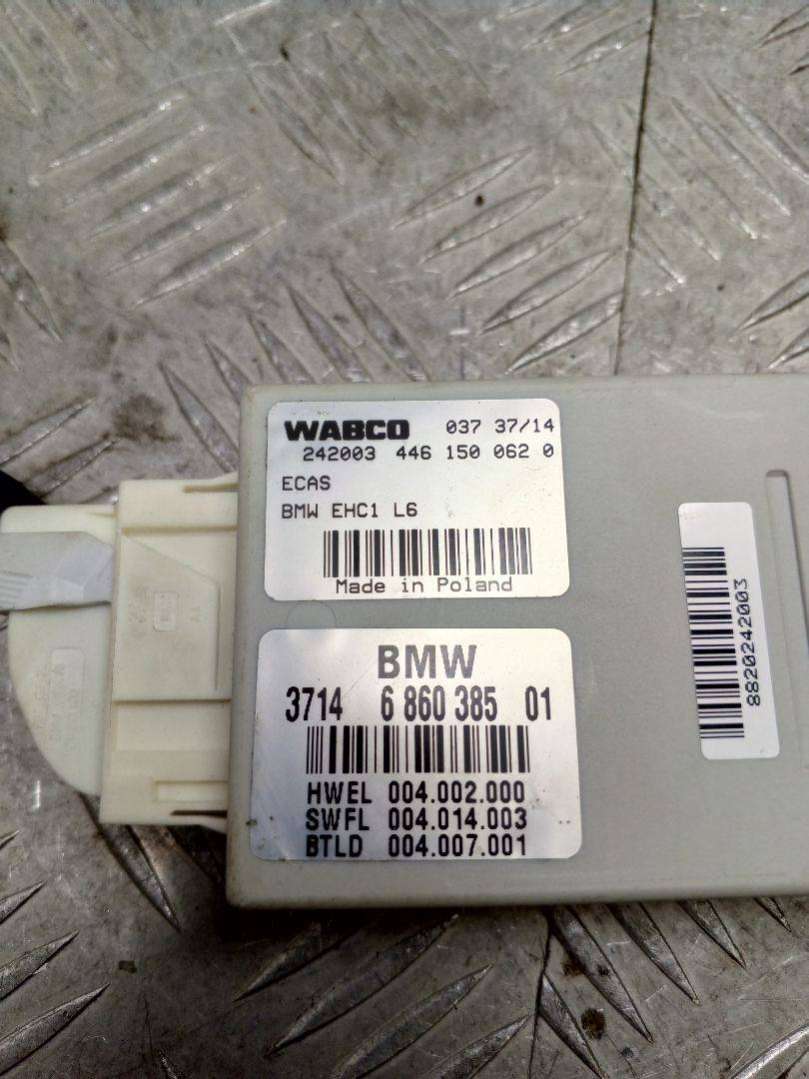 WABCO 037 37/14
242003 446 150 062 0
ECAS
BMW EHC1 L6
Made in Poland
BMW
3714 6 860 385 01
HWEL 004.002.000
SWFL 004.014.003
BTLD 004.007.001
8820242003